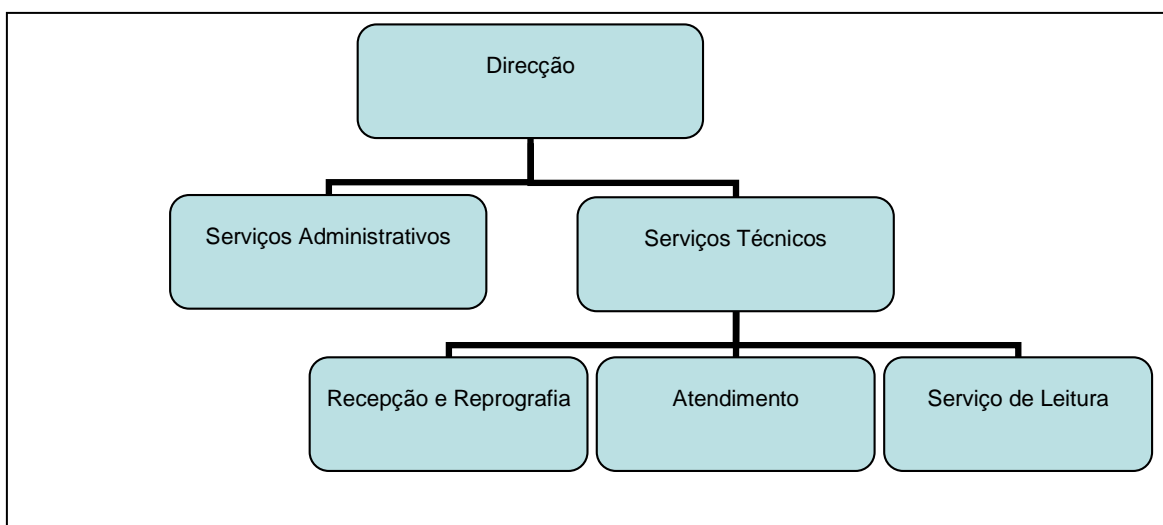 Direcção
Serviços Administrativos
Serviços Técnicos
Recepção e Reprografia
Atendimento
Serviço de Leitura